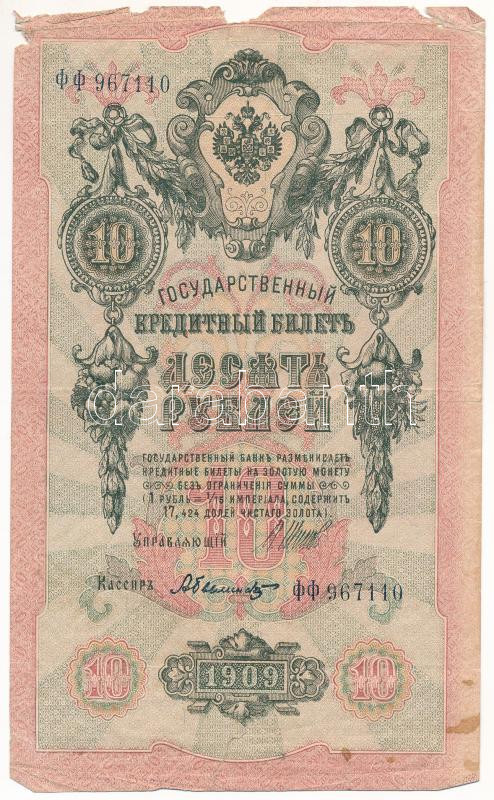 ФФ 967110
10 10
ГОСУДАРСТВЕННЫЙ
КРЕДИТНЫЙ БИЛЕТЪ
ДЕСЯТЬ
РУБЛЕЙ
darabanth
ГОСУДАРСТВЕННЫЙ БАНКЪ РАЗМѢНИВАЕТЪ
КРЕДИТНЫЕ БИЛЕТЫ НА ЗОЛОТУЮ МОНЕТУ
БЕЗЪ ОГРАНИЧЕНІЯ СУММЫ
(1 РУБЛЬ = 1/15 ИМПЕРІАЛА, СОДЕРЖИТЪ
17,424 ДОЛЕЙ ЧИСТАГО ЗОЛОТА).
10
УПРАВЛЯЮЩІЙ
Кассиръ
ФФ 967110
10 1909 10